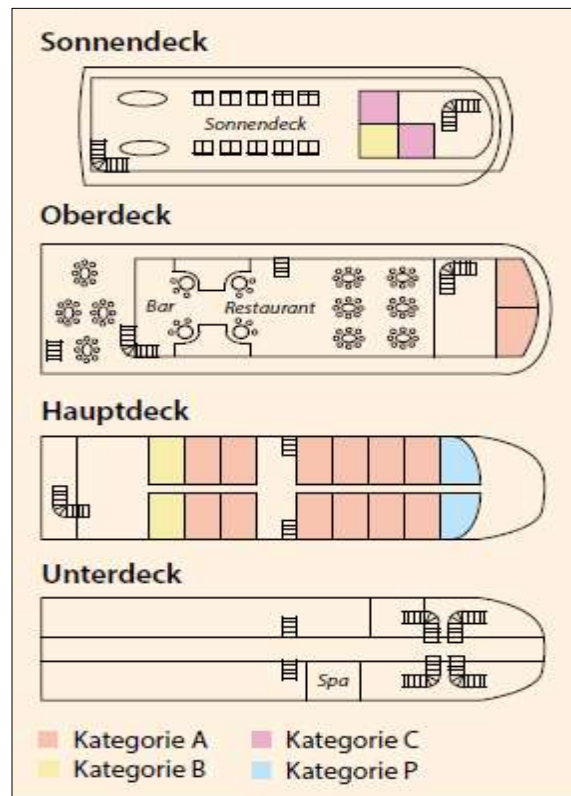 Sonnendeck
Sonnendeck
Oberdeck
Bar Restaurant
Hauptdeck
Unterdeck
Spa
Kategorie A Kategorie C
Kategorie B Kategorie P